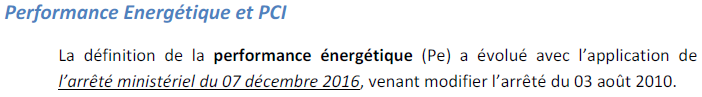 Performance Energétique et PCI
La définition de la performance énergétique (Pe) a évolué avec l’application de
l’arrêté ministériel du 07 décembre 2016, venant modifier l’arrêté du 03 août 2010.